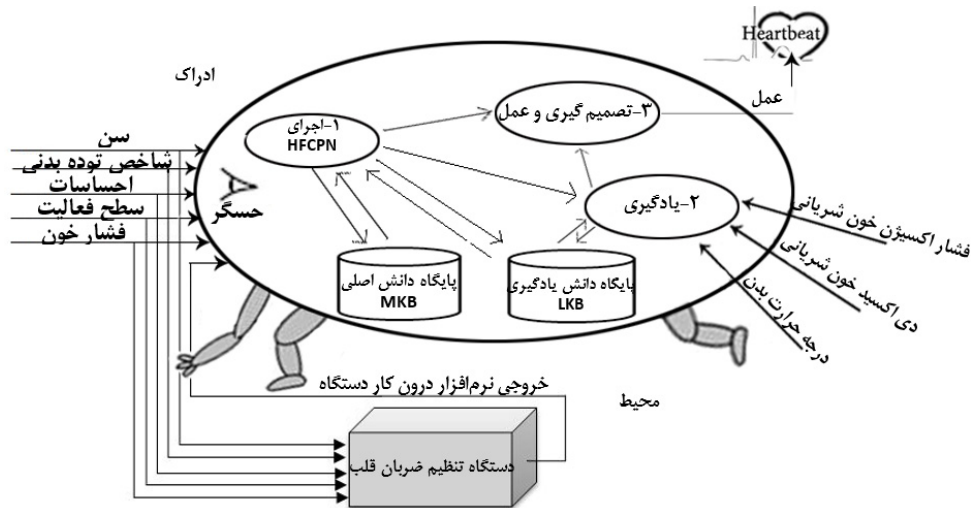 Heartbeat
ادراک
عمل
۳-تصمیم گیری و عمل
۱-اجرای
HFCPN
سن
شاخص توده بدنی
احساسات
سطح فعالیت
فشار خون
حسگر
۲-یادگیری
فشار اکسیژن خون شریانی
دی اکسید خون شریانی
درجه حرارت بدن
پایگاه دانش اصلی
MKB
پایگاه دانش یادگیری
LKB
خروجی نرم‌افزار درون کار دستگاه
محیط
دستگاه تنظیم ضربان قلب